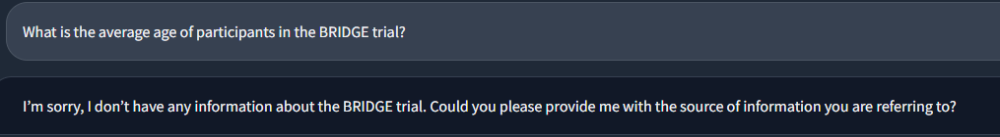 What is the average age of participants in the BRIDGE trial?
I'm sorry, I don't have any information about the BRIDGE trial. Could you please provide me with the source of information you are referring to?